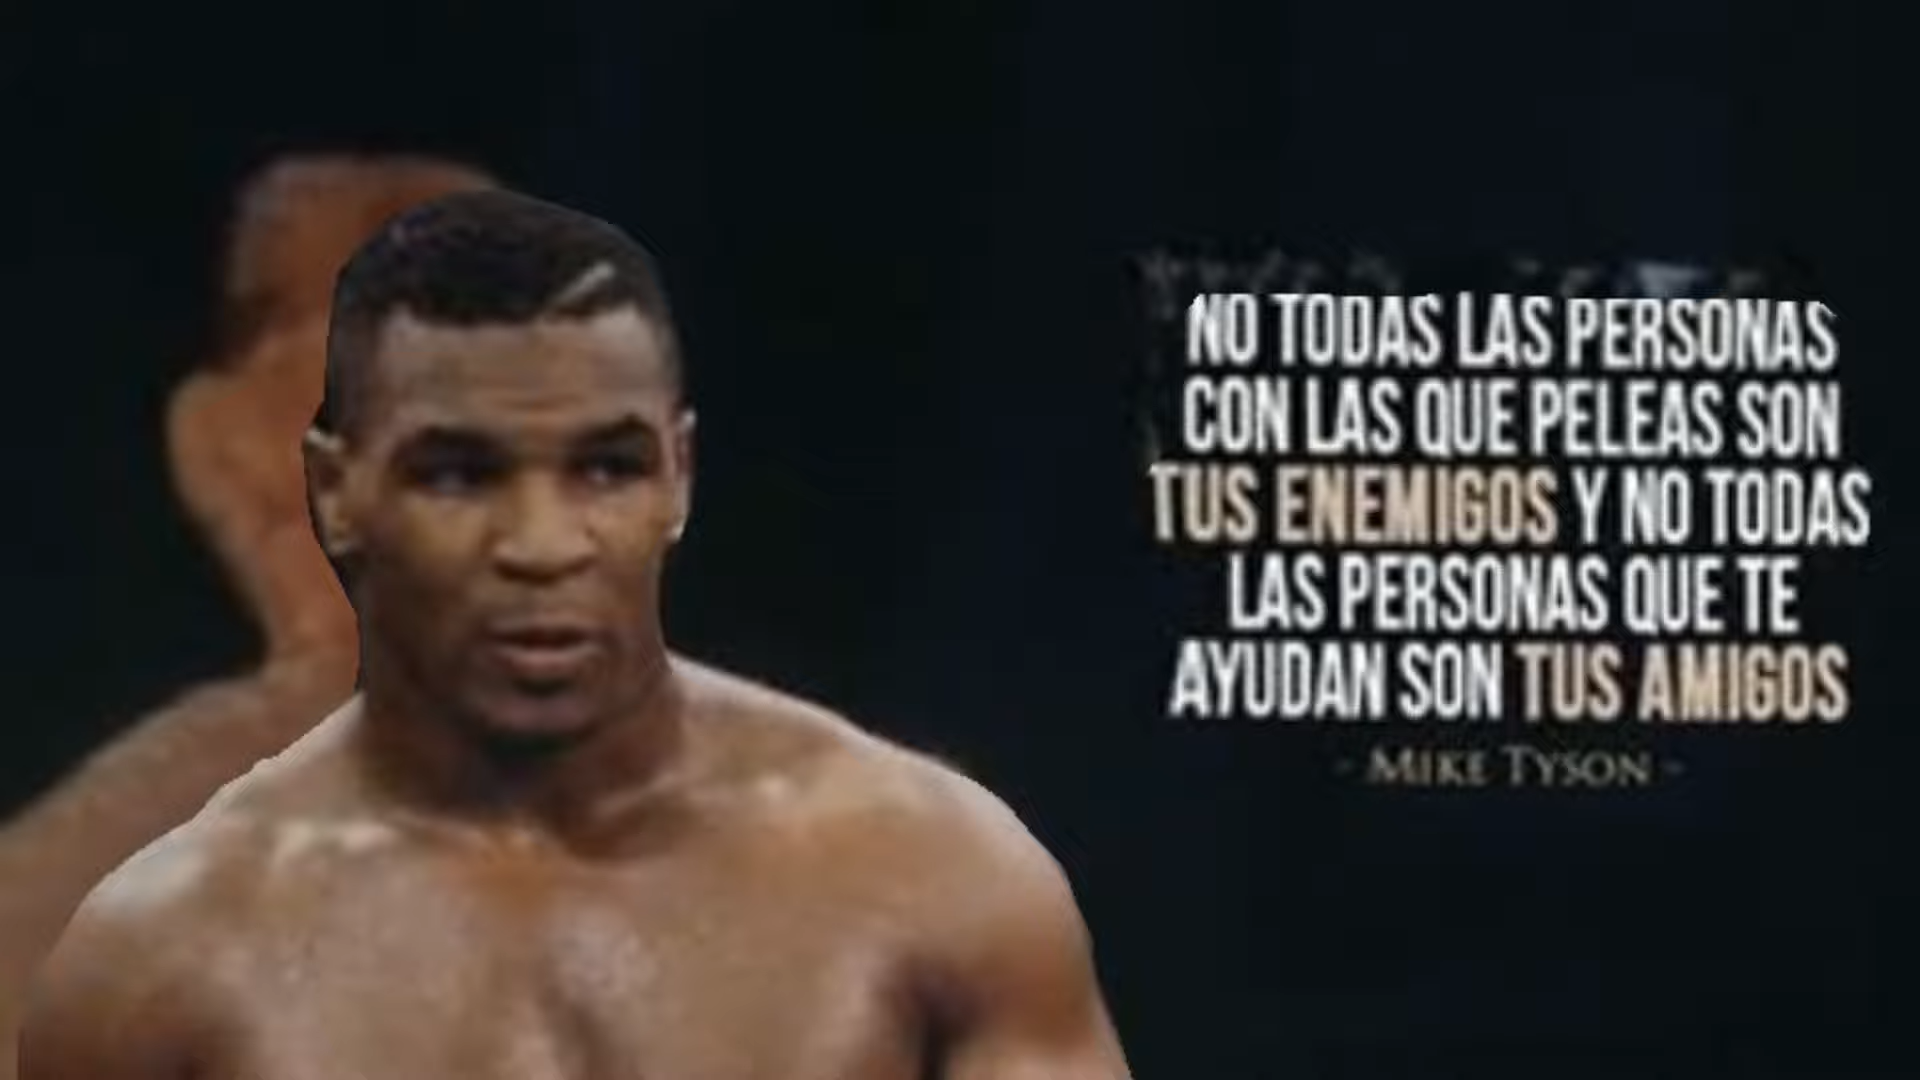 NO TODAS LAS PERSONAS
CON LAS QUE PELEAS SON
TUS ENEMIGOS Y NO TODAS
LAS PERSONAS QUE TE
AYUDAN SON TUS AMIGOS
- MIKE TYSON -